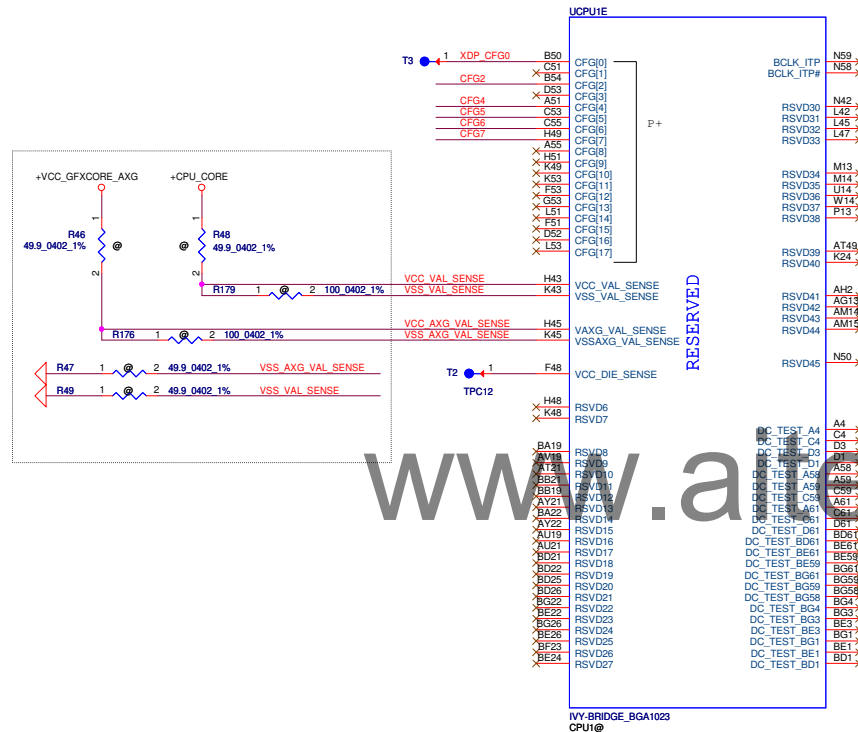 UCPU1E
T3 1 XDP_CFG0 B50 CFG[0]
C51 CFG[1]
CFG2 B54 CFG[2]
D53 CFG[3]
CFG4 A51 CFG[4]
CFG5 C53 CFG[5]
CFG6 C55 CFG[6]
CFG7 H49 CFG[7]
A55 CFG[8]
H51 CFG[9]
K49 CFG[10]
K53 CFG[11]
F53 CFG[12]
G53 CFG[13]
L51 CFG[14]
F51 CFG[15]
D52 CFG[16]
L53 CFG[17]
P+
BCLK_ITP N59
BCLK_ITP# N58
RSVD30 N42
RSVD31 L42
RSVD32 L45
RSVD33 L47
RSVD34 M13
RSVD35 M14
RSVD36 U14
RSVD37 W14
RSVD38 P13
RSVD39 AT49
RSVD40 K24
RSVD41 AH2
RSVD42 AG13
RSVD43 AM14
RSVD44 AM15
RSVD45 N50
+VCC_GFXCORE_AXG +CPU_CORE
1 1
R46 R48
49.9_0402_1% @ @ 49.9_0402_1%
2 2
VCC_VAL_SENSE H43 VCC_VAL_SENSE
R179 1 @ 2 100_0402_1% VSS_VAL_SENSE K43 VSS_VAL_SENSE
VCC_AXG_VAL_SENSE H45 VAXG_VAL_SENSE
R176 1 @ 2 100_0402_1% VSS_AXG_VAL_SENSE K45 VSSAXG_VAL_SENSE
RESERVED
R47 1 @ 2 49.9_0402_1% VSS_AXG_VAL_SENSE
R49 1 @ 2 49.9_0402_1% VSS_VAL_SENSE
T2 1 F48 VCC_DIE_SENSE
TPC12
H48 RSVD6
K48 RSVD7
BA19 RSVD8
AV19 RSVD9
AT21 RSVD10
BB21 RSVD11
BB19 RSVD12
AY21 RSVD13
BA22 RSVD14
AY22 RSVD15
AU19 RSVD16
AU21 RSVD17
BD21 RSVD18
BD22 RSVD19
BD25 RSVD20
BD26 RSVD21
BG22 RSVD22
BE22 RSVD23
BG26 RSVD24
BE26 RSVD25
BF23 RSVD26
BE24 RSVD27
DC_TEST_A4 A4
DC_TEST_C4 C4
DC_TEST_D3 D3
DC_TEST_D1 D1
DC_TEST_A58 A58
DC_TEST_A59 A59
DC_TEST_C59 C59
DC_TEST_A61 A61
DC_TEST_C61 C61
DC_TEST_D61 D61
DC_TEST_BD61 BD61
DC_TEST_BE61 BE61
DC_TEST_BE59 BE59
DC_TEST_BG61 BG61
DC_TEST_BG59 BG59
DC_TEST_BG58 BG58
DC_TEST_BG4 BG4
DC_TEST_BG3 BG3
DC_TEST_BE3 BE3
DC_TEST_BG1 BG1
DC_TEST_BE1 BE1
DC_TEST_BD1 BD1
www.aite
IVY-BRIDGE_BGA1023
CPU1@